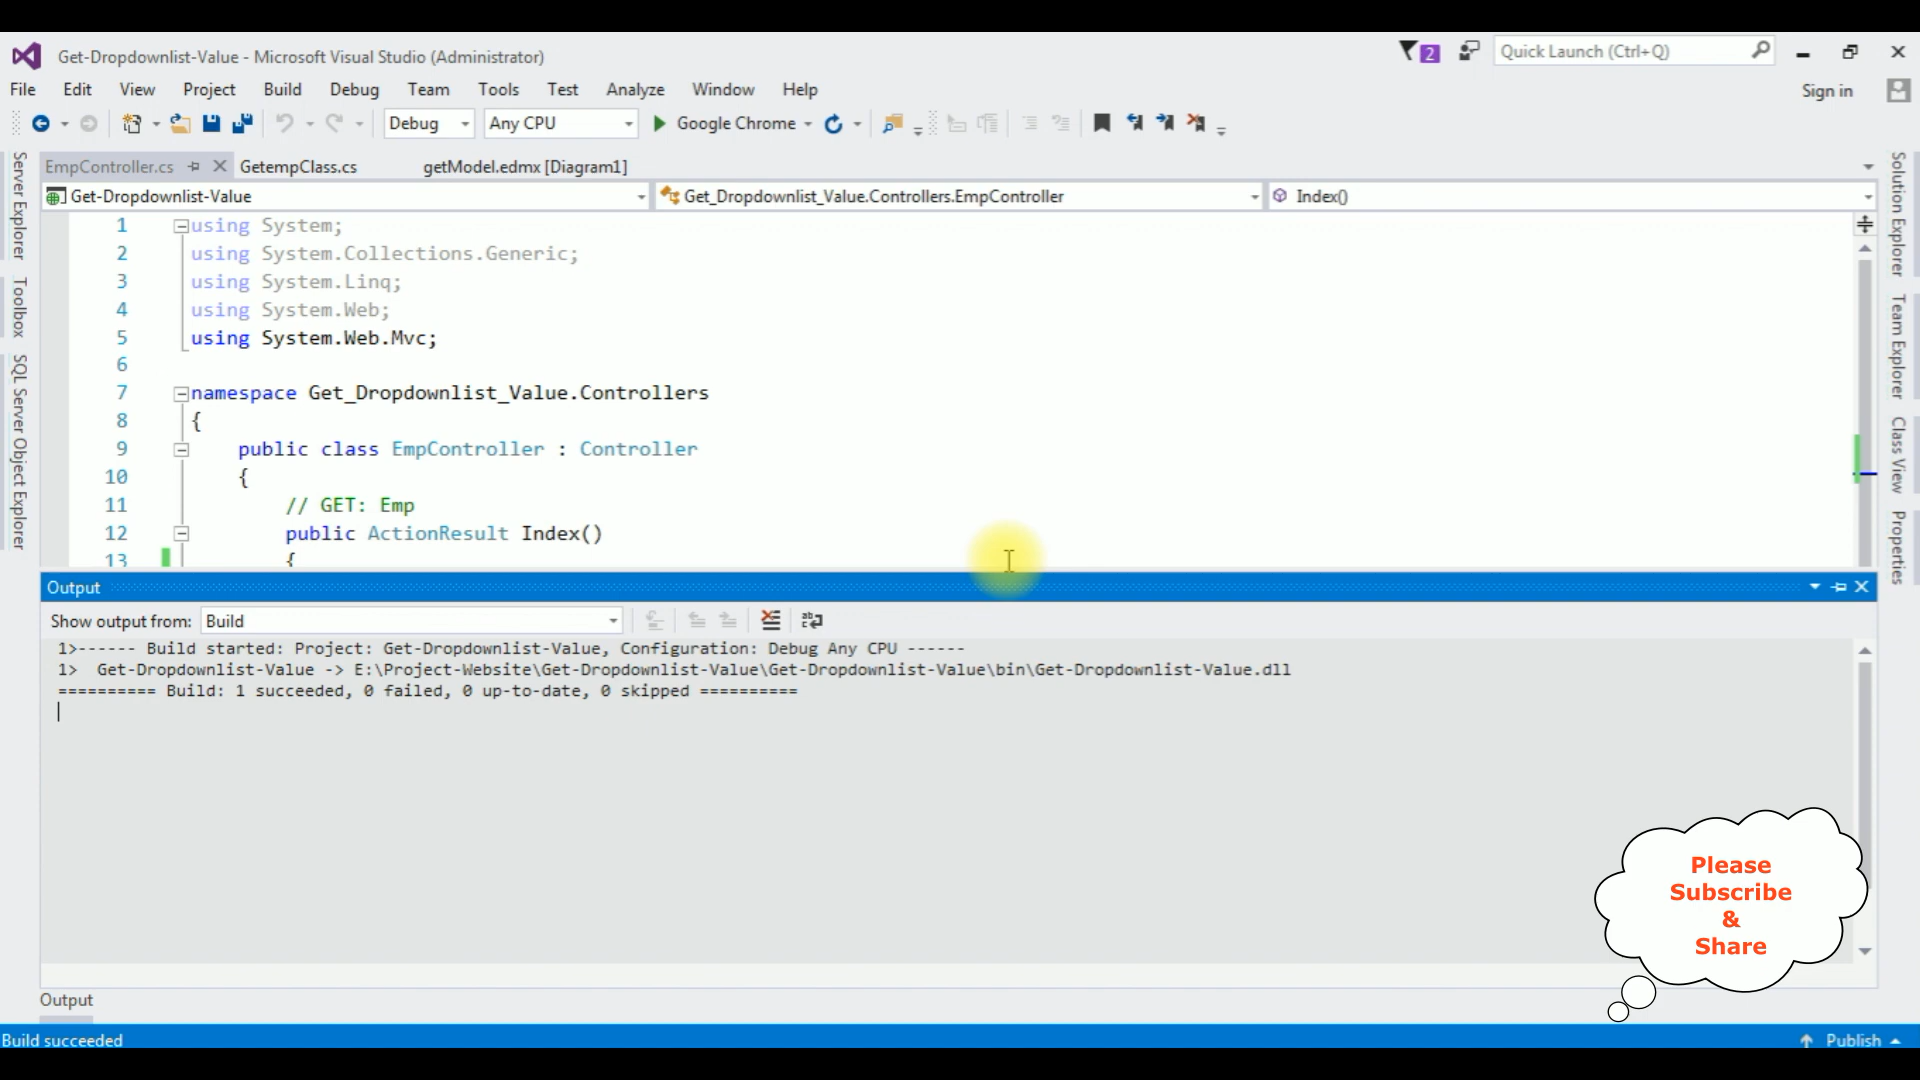 Get-Dropdownlist-Value - Microsoft Visual Studio (Administrator)
2
Quick Launch (Ctrl+Q)
File Edit View Project Build Debug Team Tools Test Analyze Window Help
Sign in
Debug Any CPU Google Chrome
EmpController.cs GetempClass.cs getModel.edmx [Diagram1]
Get-Dropdownlist-Value Get_Dropdownlist_Value.Controllers.EmpController Index()
1 using System;
2 using System.Collections.Generic;
3 using System.Linq;
4 using System.Web;
5 using System.Web.Mvc;
6
7 namespace Get_Dropdownlist_Value.Controllers
8 {
9 public class EmpController : Controller
10 {
11 // GET: Emp
12 public ActionResult Index()
13 {
Server Explorer
Toolbox
SQL Server Object Explorer
Solution Explorer
Team Explorer
Class View
Properties
Output
Show output from: Build
1>------ Build started: Project: Get-Dropdownlist-Value, Configuration: Debug Any CPU ------
1> Get-Dropdownlist-Value -> E:\Project-Website\Get-Dropdownlist-Value\Get-Dropdownlist-Value\bin\Get-Dropdownlist-Value.dll
========== Build: 1 succeeded, 0 failed, 0 up-to-date, 0 skipped ==========
Please
Subscribe
&
Share
Output
Build succeeded
Publish